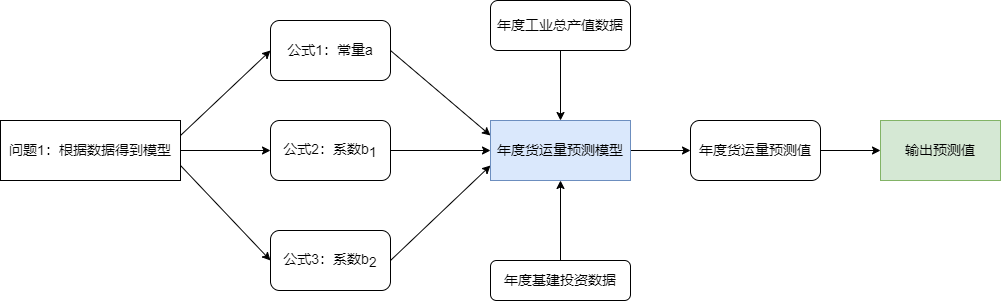 年度工业总产值数据
公式1：常量a
问题1：根据数据得到模型
公式2：系数b₁
年度货运量预测模型
年度货运量预测值
输出预测值
公式3：系数b₂
年度基建投资数据